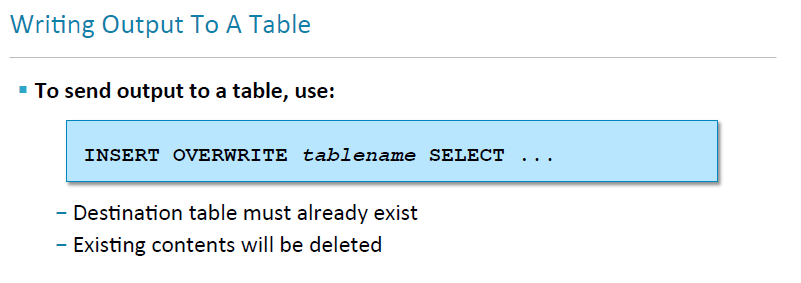 Writing Output To A Table
▪ To send output to a table, use:
INSERT OVERWRITE tablename SELECT ...
– Destination table must already exist
– Existing contents will be deleted